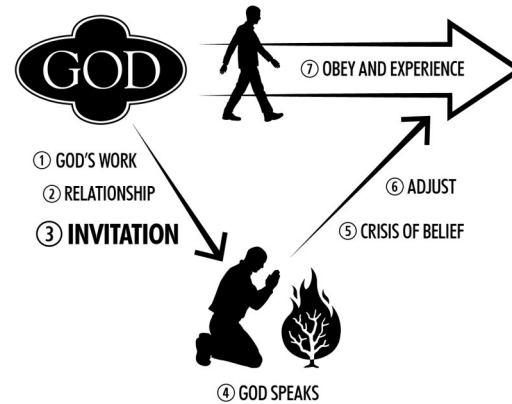 GOD
⑦ OBEY AND EXPERIENCE
① GOD'S WORK
② RELATIONSHIP
③ INVITATION
⑥ ADJUST
⑤ CRISIS OF BELIEF
④ GOD SPEAKS